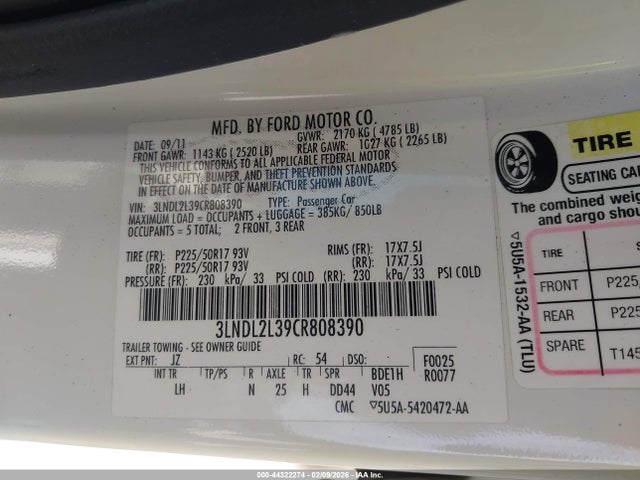 MFD. BY FORD MOTOR CO.
DATE: 09/11 GVWR: 2170 KG ( 4785 LB)
FRONT GAWR: 1143 KG ( 2520 LB) REAR GAWR: 1027 KG ( 2265 LB)
THIS VEHICLE CONFORMS TO ALL APPLICABLE FEDERAL MOTOR
VEHICLE SAFETY, BUMPER, AND THEFT PREVENTION STANDARDS
IN EFFECT ON THE DATE OF MANUFACTURE SHOWN ABOVE.
VIN: 3LNDL2L39CR808390 TYPE: Passenger Car
MAXIMUM LOAD = OCCUPANTS + LUGGAGE = 385KG/ 850LB
OCCUPANTS = 5 TOTAL; 2 FRONT, 3 REAR
TIRE (FR): P225/50R17 93V RIMS (FR): 17X7.5J
(RR): P225/50R17 93V (RR): 17X7.5J
PRESSURE (FR): 230 kPa/ 33 PSI COLD (RR): 230 kPa/ 33 PSI COLD
3LNDL2L39CR808390
TRAILER TOWING - SEE OWNER GUIDE
EXT PNT: JZ RC: 54 DSO: F0025
INT TR TP/PS R AXLE TR SPR BDE1H R0077
LH N 25 H DD44 V05
CMC ▽5U5A-5420472-AA
TIRE
SEATING CA
The combined weig
and cargo shou
▽5U5A-1532-AA (TLU)
TIRE S
FRONT P225/
REAR P225
SPARE T145
000-44322274 | 02/09/2026 | IAA Inc.